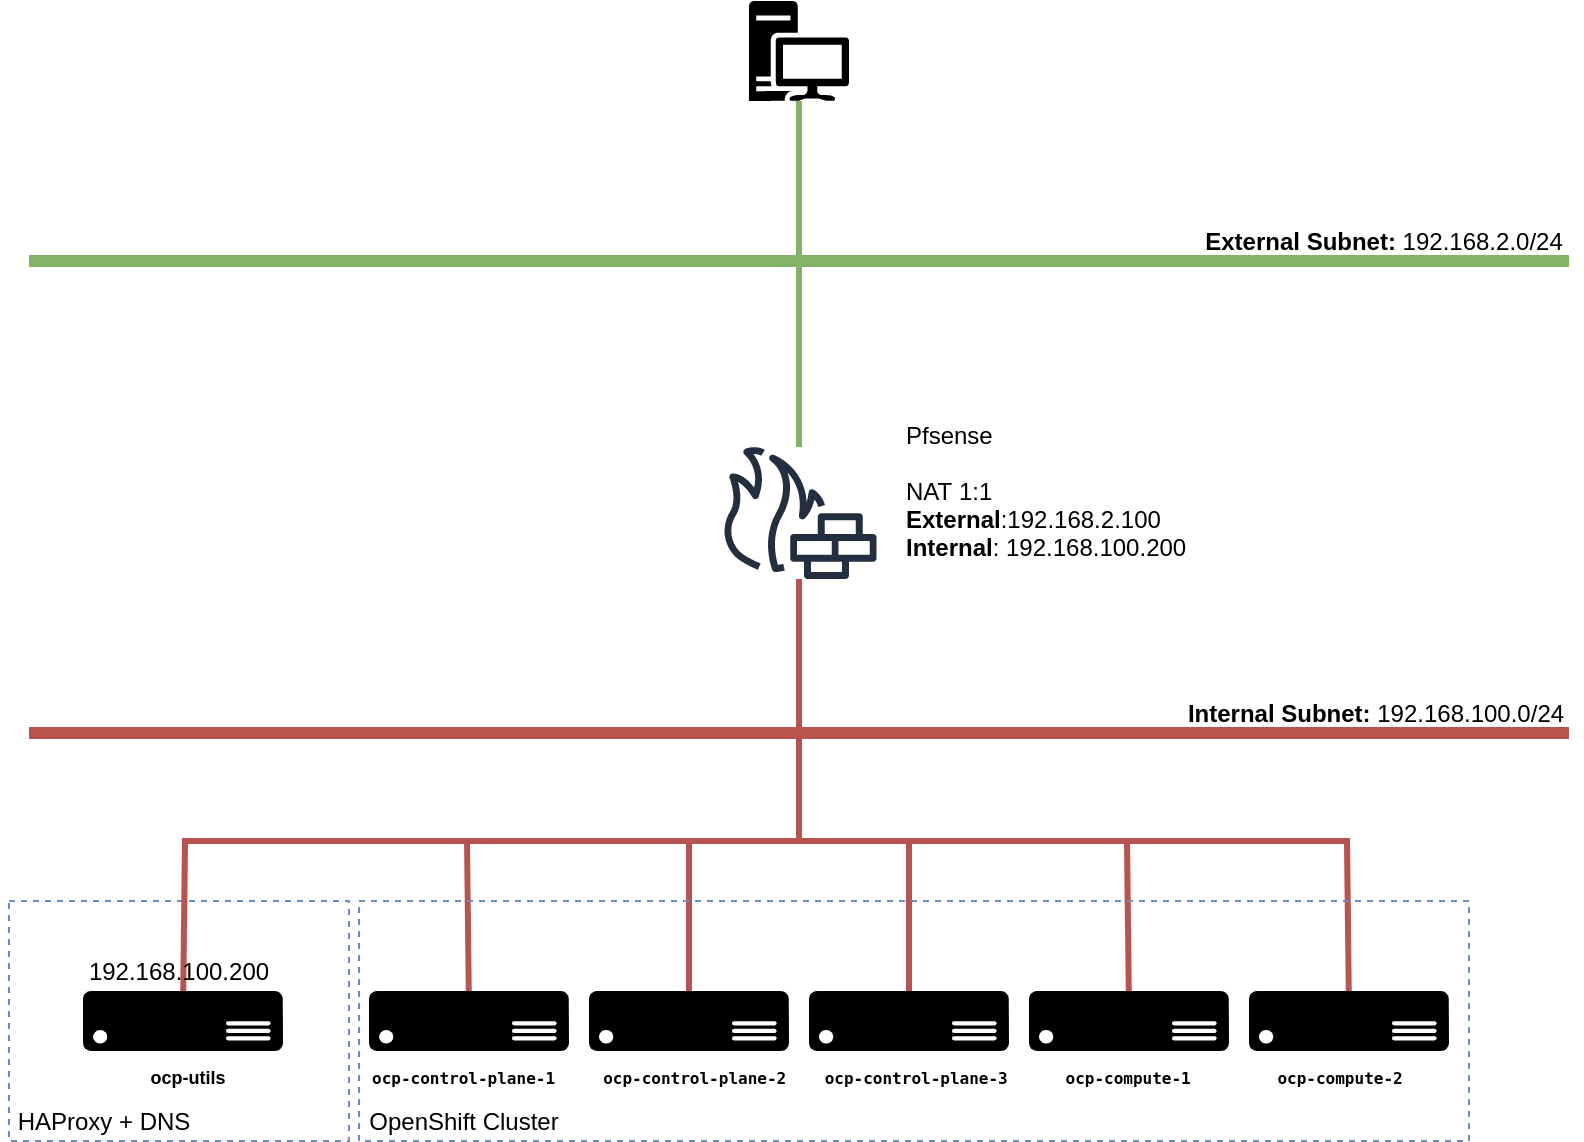 External Subnet: 192.168.2.0/24
Pfsense
NAT 1:1
External:192.168.2.100
Internal: 192.168.100.200
Internal Subnet: 192.168.100.0/24
192.168.100.200
ocp-utils
ocp-control-plane-1
ocp-control-plane-2
ocp-control-plane-3
ocp-compute-1
ocp-compute-2
HAProxy + DNS
OpenShift Cluster